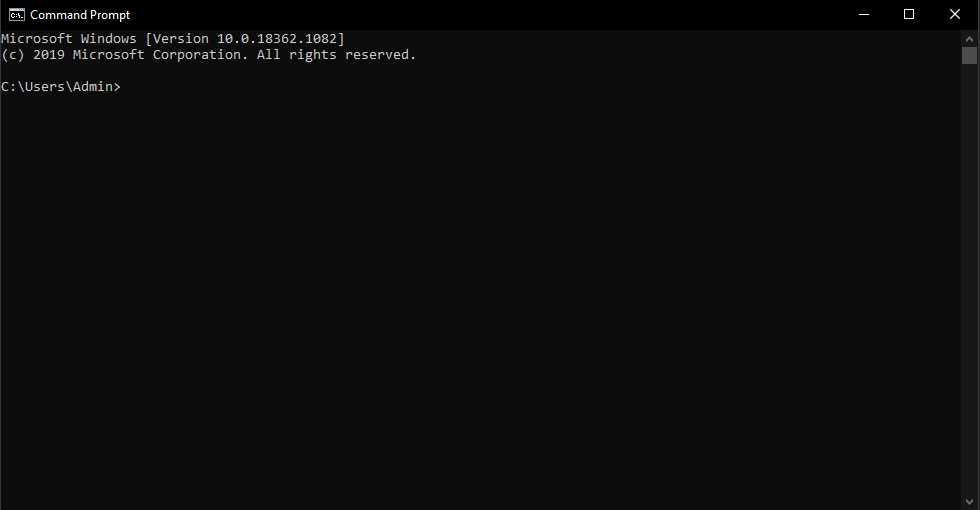 Command Prompt
Microsoft Windows [Version 10.0.18362.1082]
(c) 2019 Microsoft Corporation. All rights reserved.
C:\Users\Admin>